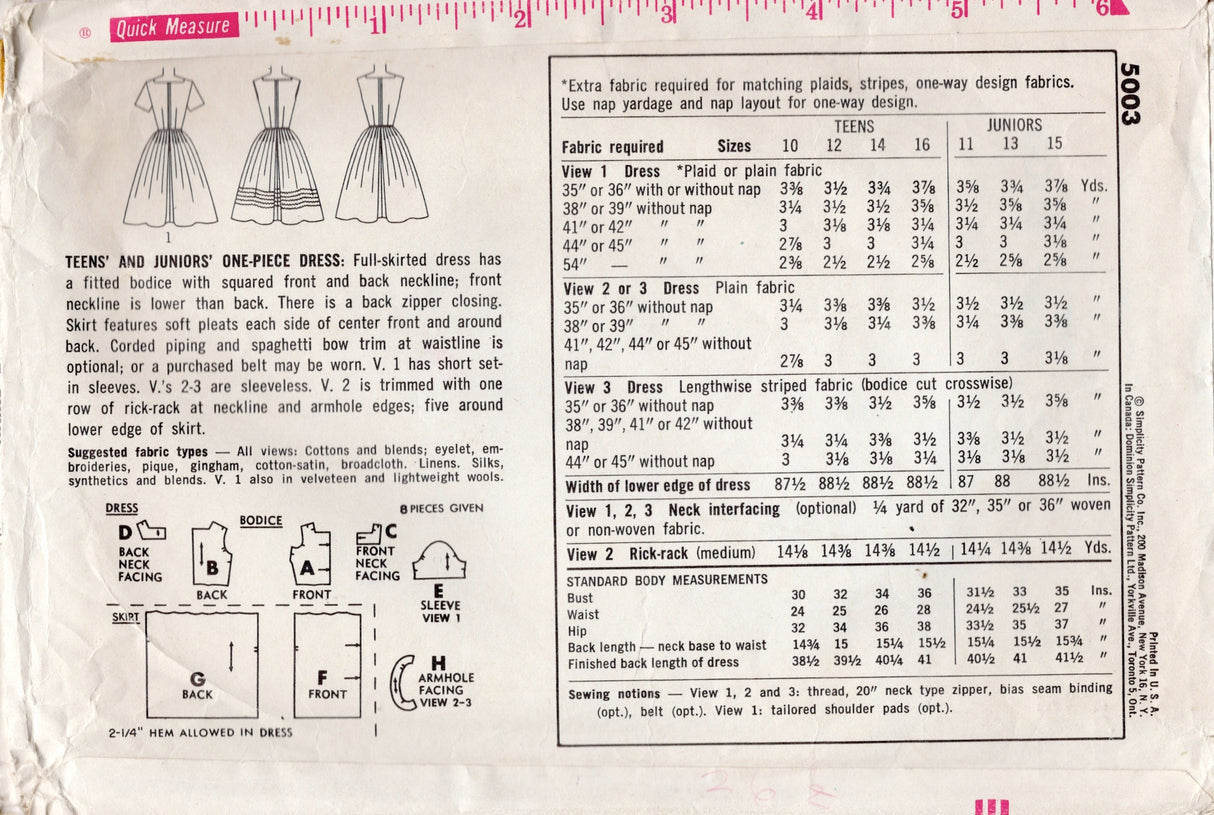 ® Quick Measure 1 2 3 4 5 6
1
TEENS' AND JUNIORS' ONE-PIECE DRESS: Full-skirted dress has
a fitted bodice with squared front and back neckline; front
neckline is lower than back. There is a back zipper closing.
Skirt features soft pleats each side of center front and around
back. Corded piping and spaghetti bow trim at waistline is
optional; or a purchased belt may be worn. V. 1 has short set-
in sleeves. V.'s 2-3 are sleeveless. V. 2 is trimmed with one
row of rick-rack at neckline and armhole edges; five around
lower edge of skirt.
Suggested fabric types — All views: Cottons and blends; eyelet, em-
broideries, pique, gingham, cotton-satin, broadcloth. Linens. Silks,
synthetics and blends. V. 1 also in velveteen and lightweight wools.
DRESS
8 PIECES GIVEN
BODICE
D
BACK
NECK
FACING
B
BACK
A
FRONT
C
FRONT
NECK
FACING
E
SLEEVE
VIEW 1
SKIRT
G
BACK
F
FRONT
H
ARMHOLE
FACING
VIEW 2-3
2-1/4" HEM ALLOWED IN DRESS
*Extra fabric required for matching plaids, stripes, one-way design fabrics.
Use nap yardage and nap layout for one-way design.
TEENS JUNIORS
Fabric required Sizes 10 12 14 16 11 13 15
View 1 Dress *Plaid or plain fabric
35" or 36" with or without nap 3⅜ 3½ 3¾ 3⅞ 3⅝ 3¾ 3⅞ Yds.
38" or 39" without nap 3¼ 3½ 3½ 3⅝ 3½ 3⅝ 3⅝ "
41" or 42" " " 3 3⅛ 3⅛ 3¼ 3¼ 3¼ 3¼ "
44" or 45" " " 2⅞ 3 3 3¼ 3 3 3⅛ "
54" — " " 2⅜ 2½ 2½ 2⅝ 2½ 2⅝ 2⅝ "
View 2 or 3 Dress Plain fabric
35" or 36" without nap 3¼ 3⅜ 3⅜ 3½ 3½ 3½ 3½ "
38" or 39" " " 3 3⅛ 3¼ 3⅜ 3¼ 3⅜ 3⅜ "
41", 42", 44" or 45" without
nap 2⅞ 3 3 3 3 3 3⅛ "
View 3 Dress Lengthwise striped fabric (bodice cut crosswise)
35" or 36" without nap 3⅜ 3⅜ 3½ 3⅝ 3½ 3½ 3⅝ "
38", 39", 41" or 42" without
nap 3¼ 3¼ 3⅜ 3½ 3⅜ 3½ 3½ "
44" or 45" without nap 3 3⅛ 3⅛ 3¼ 3⅛ 3⅛ 3½ "
Width of lower edge of dress 87½ 88½ 88½ 88½ 87 88 88½ Ins.
View 1, 2, 3 Neck interfacing (optional) ¼ yard of 32", 35" or 36" woven
or non-woven fabric.
View 2 Rick-rack (medium) 14⅛ 14⅜ 14⅜ 14½ 14¼ 14⅜ 14½ Yds.
STANDARD BODY MEASUREMENTS
Bust 30 32 34 36 31½ 33 35 Ins.
Waist 24 25 26 28 24½ 25½ 27 "
Hip 32 34 36 38 33½ 35 37 "
Back length — neck base to waist 14¾ 15 15¼ 15½ 15¼ 15½ 15¾ "
Finished back length of dress 38½ 39½ 40¼ 41 40½ 41 41½ "
Sewing notions — View 1, 2 and 3: thread, 20" neck type zipper, bias seam binding
(opt.), belt (opt.). View 1: tailored shoulder pads (opt.).
5003
Printed in U. S. A.
© Simplicity Pattern Co. Inc., 200 Madison Avenue, New York 16, N. Y.
In Canada: Dominion Simplicity Pattern Ltd., Yorkville Ave., Toronto 5, Ont.